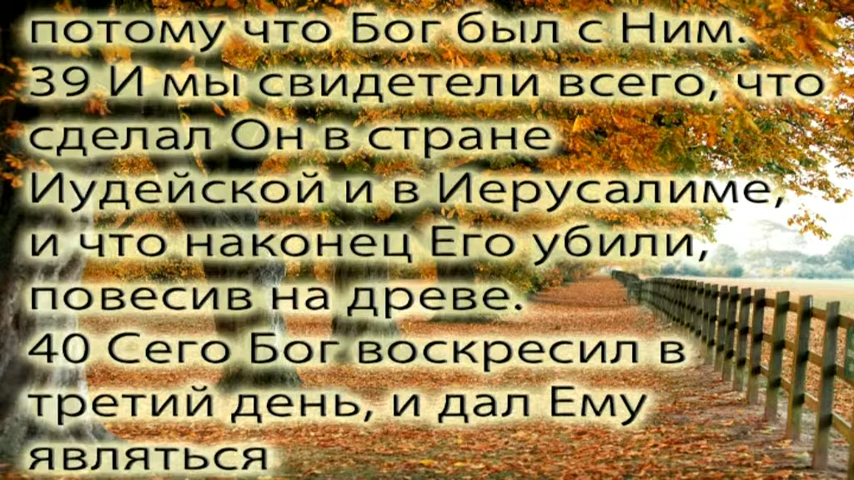 потому что Бог был с Ним.
39 И мы свидетели всего, что
сделал Он в стране
Иудейской и в Иерусалиме,
и что наконец Его убили,
повесив на древе.
40 Сего Бог воскресил в
третий день, и дал Ему
являться